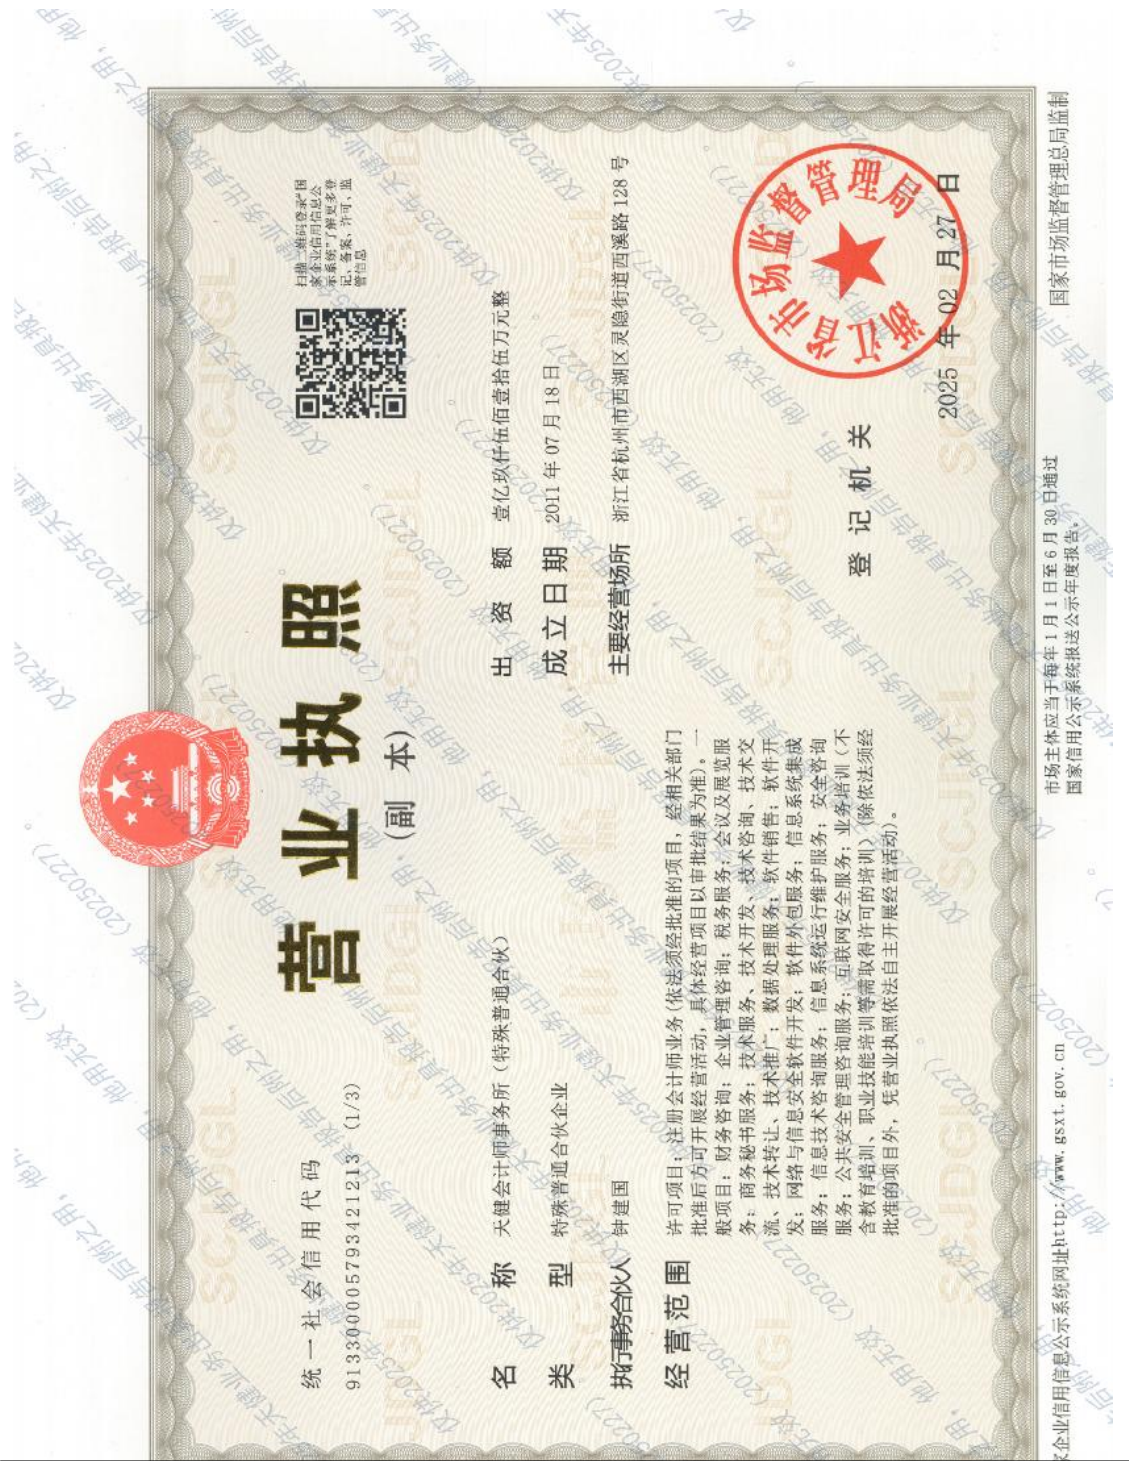 营业执照
(副 本)
统一社会信用代码
913300005793421213 (1/3)
扫描二维码登录“国
家企业信用信息公
示系统”了解更多登
记、备案、许可、监
管信息
名 称 天健会计师事务所（特殊普通合伙）
类 型 特殊普通合伙企业
执行事务合伙人 钟建国
经营范围 许可项目：注册会计师业务(依法须经批准的项目，经相关部门
批准后方可开展经营活动，具体经营项目以审批结果为准)。一
般项目：财务咨询；企业管理咨询；税务服务；会议及展览服
务；商务秘书服务；技术服务、技术开发、技术咨询、技术交
流、技术转让、技术推广；数据处理服务；软件销售；软件开
发；网络与信息安全软件开发；软件外包服务；信息系统集成
服务；信息技术咨询服务；信息系统运行维护服务；安全咨询
服务；公共安全管理咨询服务；互联网安全服务；业务培训（不
含教育培训、职业技能培训等需取得许可的培训）(除依法须经
批准的项目外，凭营业执照依法自主开展经营活动)。
出 资 额 壹亿玖仟伍佰壹拾伍万元整
成立日期 2011年07月18日
主要经营场所 浙江省杭州市西湖区灵隐街道西溪路128号
登记机关
浙江省市场监督管理局
2025年02月27日
家企业信用信息公示系统网址http://www.gsxt.gov.cn
市场主体应当于每年1月1日至6月30日通过
国家信用公示系统报送公示年度报告。
国家市场监督管理总局监制
SCJDGL
仅供2025年天健业务出具报告后附之用，他用无效（20250227）。